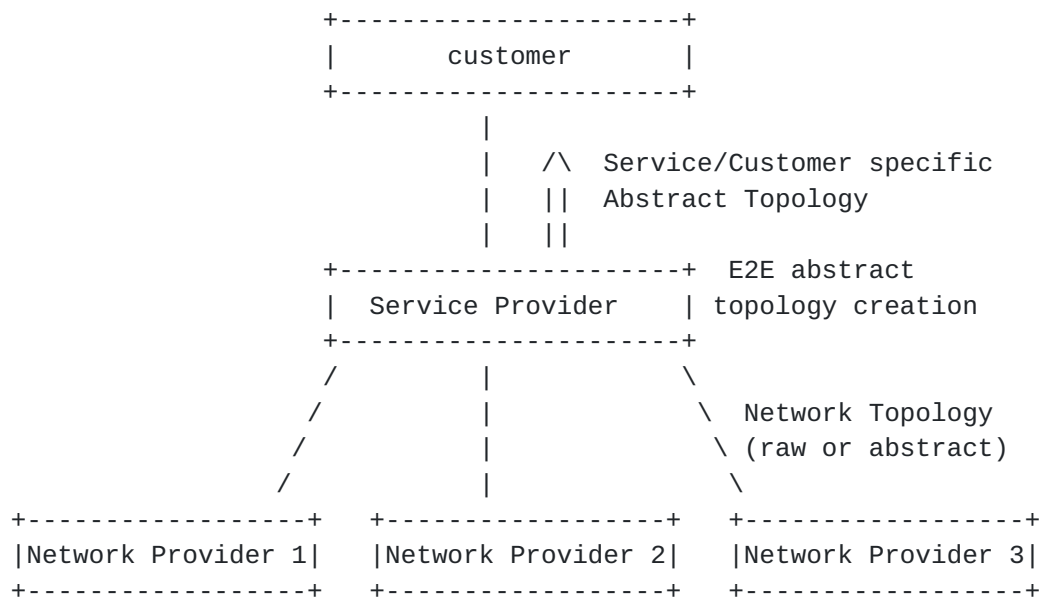 customer
/\ Service/Customer specific
|| Abstract Topology
||
E2E abstract
Service Provider topology creation
Network Topology
(raw or abstract)
Network Provider 1 Network Provider 2 Network Provider 3